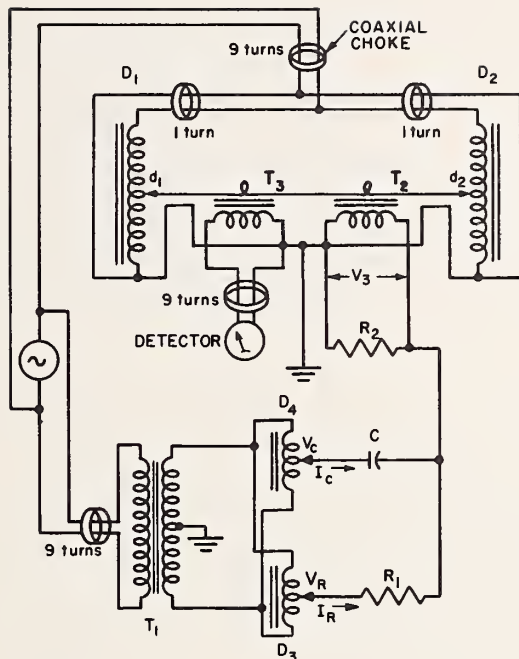 COAXIAL
CHOKE
9 turns
D1
D2
1 turn
1 turn
d1
T3
T2
d2
9 turns
V3
DETECTOR
R2
D4
VC
C
IC
9 turns
VR
R1
IR
T1
D3